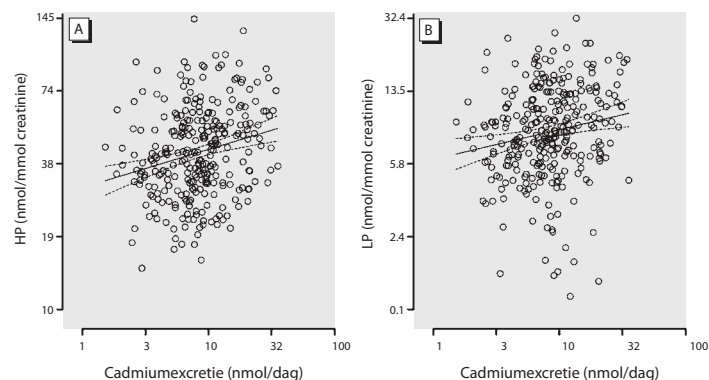 A
HP (nmol/mmol creatinine)
145
74
38
19
10
1 3 10 32 100
Cadmiumexcretie (nmol/dag)
B
LP (nmol/mmol creatinine)
32.4
13.5
5.8
2.4
0.1
1 3 10 32 100
Cadmiumexcretie (nmol/dag)